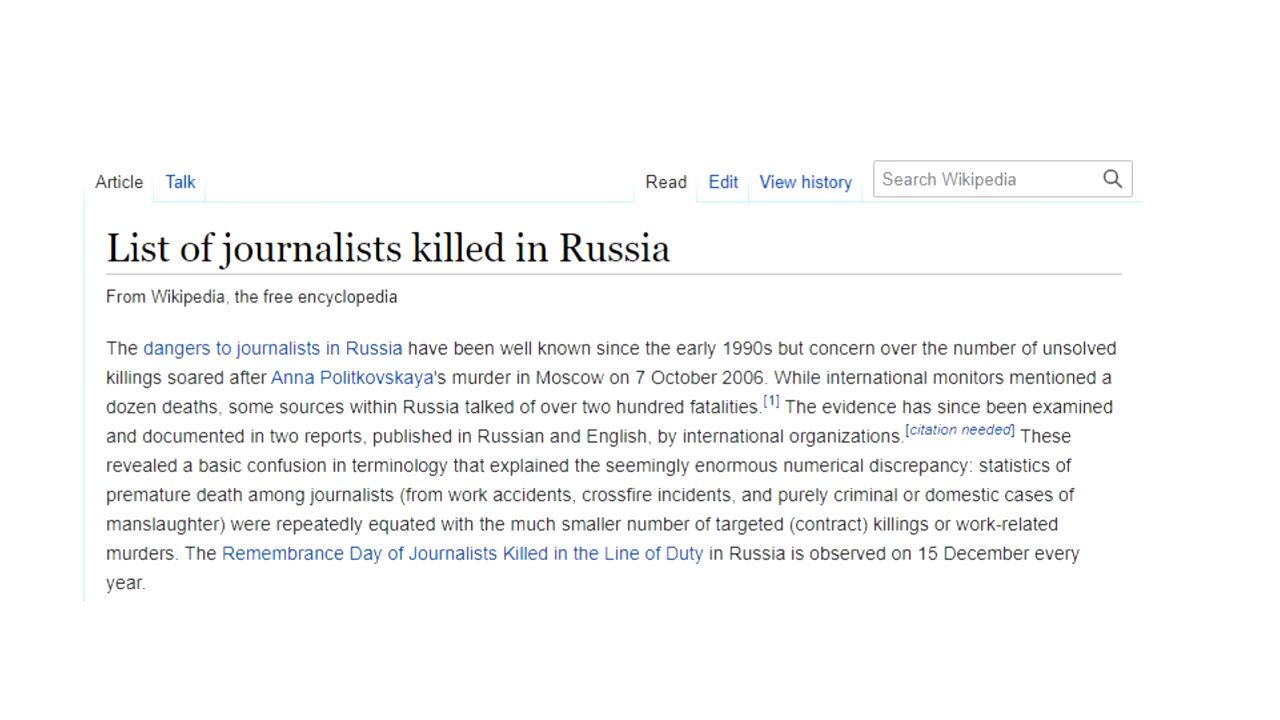 Article Talk Read Edit View history Search Wikipedia
List of journalists killed in Russia
From Wikipedia, the free encyclopedia
The dangers to journalists in Russia have been well known since the early 1990s but concern over the number of unsolved
killings soared after Anna Politkovskaya's murder in Moscow on 7 October 2006. While international monitors mentioned a
dozen deaths, some sources within Russia talked of over two hundred fatalities.[1] The evidence has since been examined
and documented in two reports, published in Russian and English, by international organizations.[citation needed] These
revealed a basic confusion in terminology that explained the seemingly enormous numerical discrepancy: statistics of
premature death among journalists (from work accidents, crossfire incidents, and purely criminal or domestic cases of
manslaughter) were repeatedly equated with the much smaller number of targeted (contract) killings or work-related
murders. The Remembrance Day of Journalists Killed in the Line of Duty in Russia is observed on 15 December every
year.